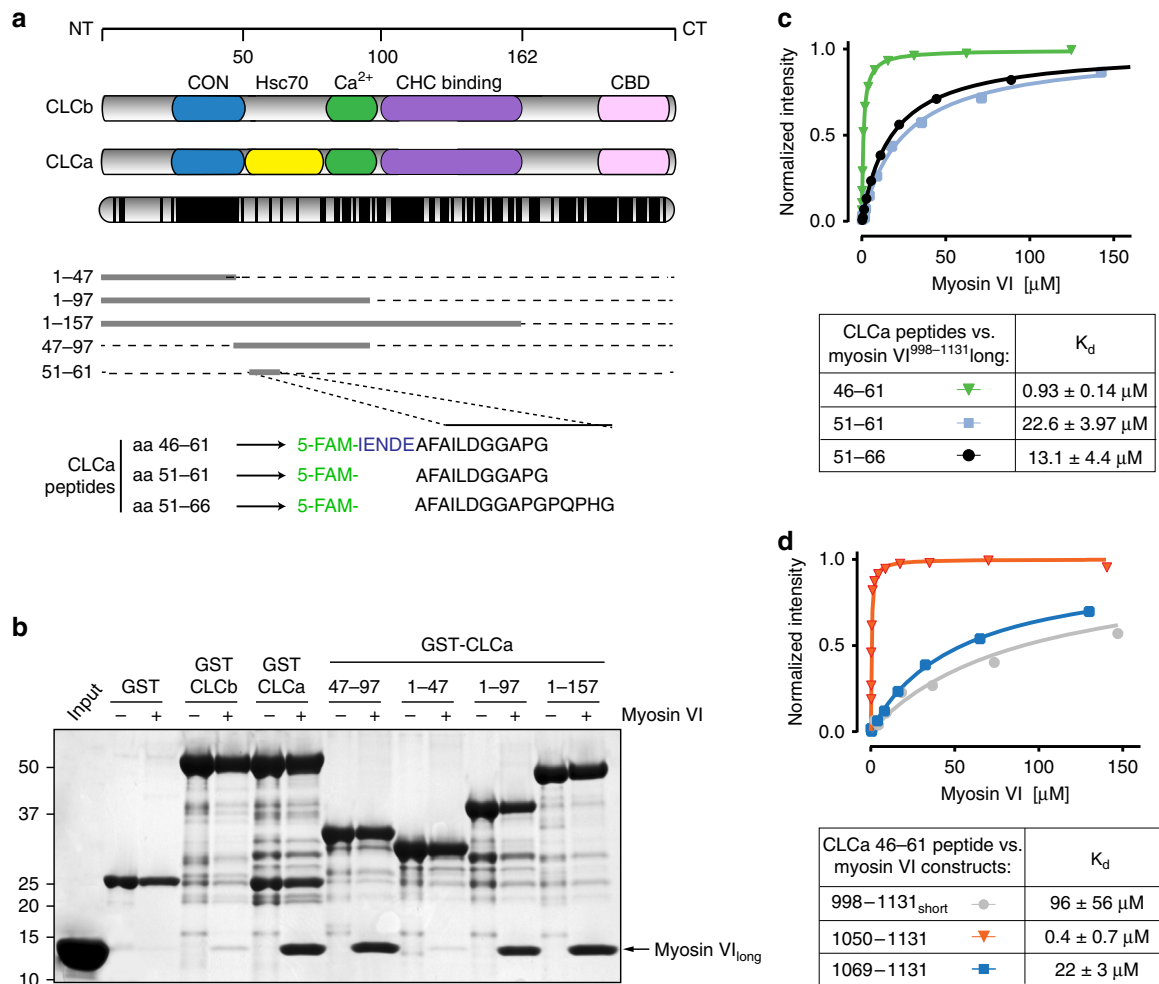 a
NT CT
50 100 162
CON Hsc70 Ca2+ CHC binding CBD
CLCb
CLCa
1–47
1–97
1–157
47–97
51–61
CLCa peptides
aa 46–61 5-FAM-IENDEAFAILDGGAPG
aa 51–61 5-FAM- AFAILDGGAPG
aa 51–66 5-FAM- AFAILDGGAPGPQPHG
b
GST-CLCa
Input GST GST CLCb GST CLCa 47–97 1–47 1–97 1–157
– + – + – + – + – + – + – + Myosin VI
50
37
25
20
15
10
Myosin VIlong
c
Normalized intensity
1.0
0.5
0.0
0 50 100 150
Myosin VI [μM]
CLCa peptides vs. myosin VI998–1131long: Kd
46–61 0.93 ± 0.14 μM
51–61 22.6 ± 3.97 μM
51–66 13.1 ± 4.4 μM
d
Normalized intensity
1.0
0.5
0.0
0 50 100 150
Myosin VI [μM]
CLCa 46–61 peptide vs. myosin VI constructs: Kd
998–1131short 96 ± 56 μM
1050–1131 0.4 ± 0.7 μM
1069–1131 22 ± 3 μM